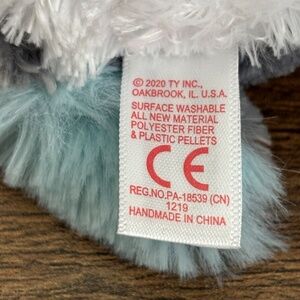 © 2020 TY INC.,
OAKBROOK, IL. U.S.A.
SURFACE WASHABLE
ALL NEW MATERIAL
POLYESTER FIBER
& PLASTIC PELLETS
CE
REG.NO.PA-18539 (CN)
1219
HANDMADE IN CHINA